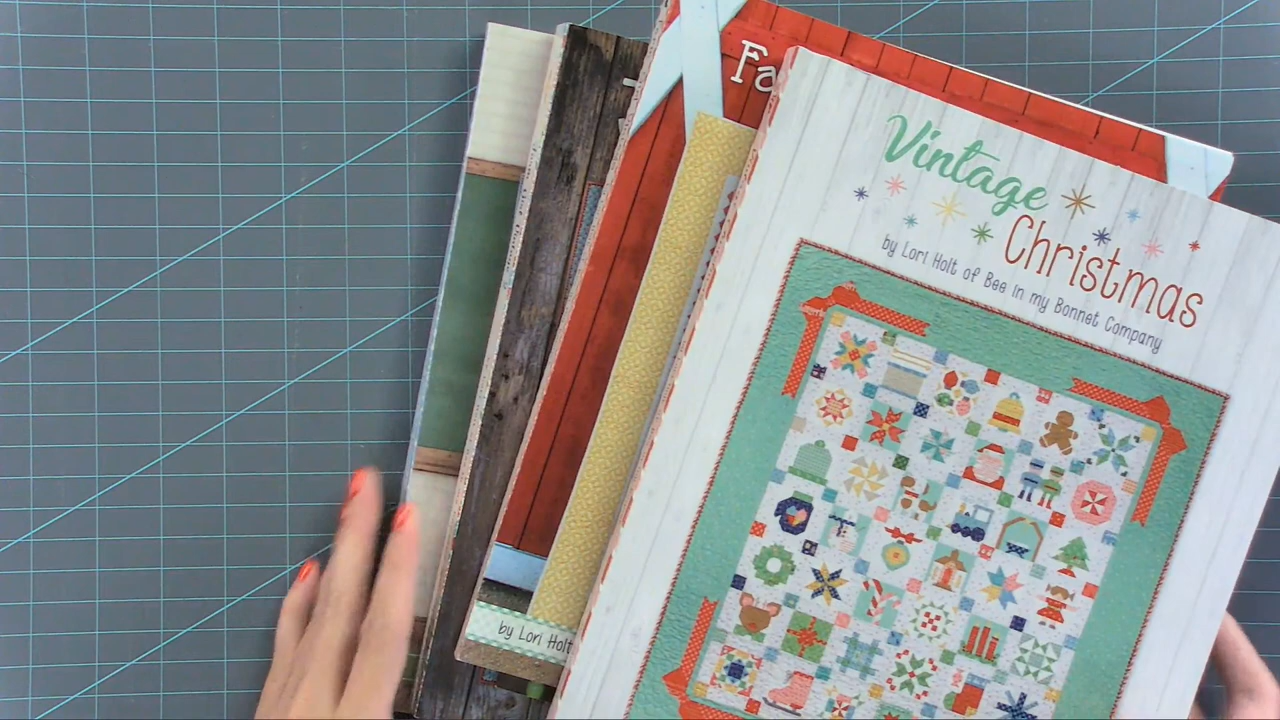 Fa
Vintage
Christmas
by Lori Holt of Bee in my Bonnet Company
by Lori Holt